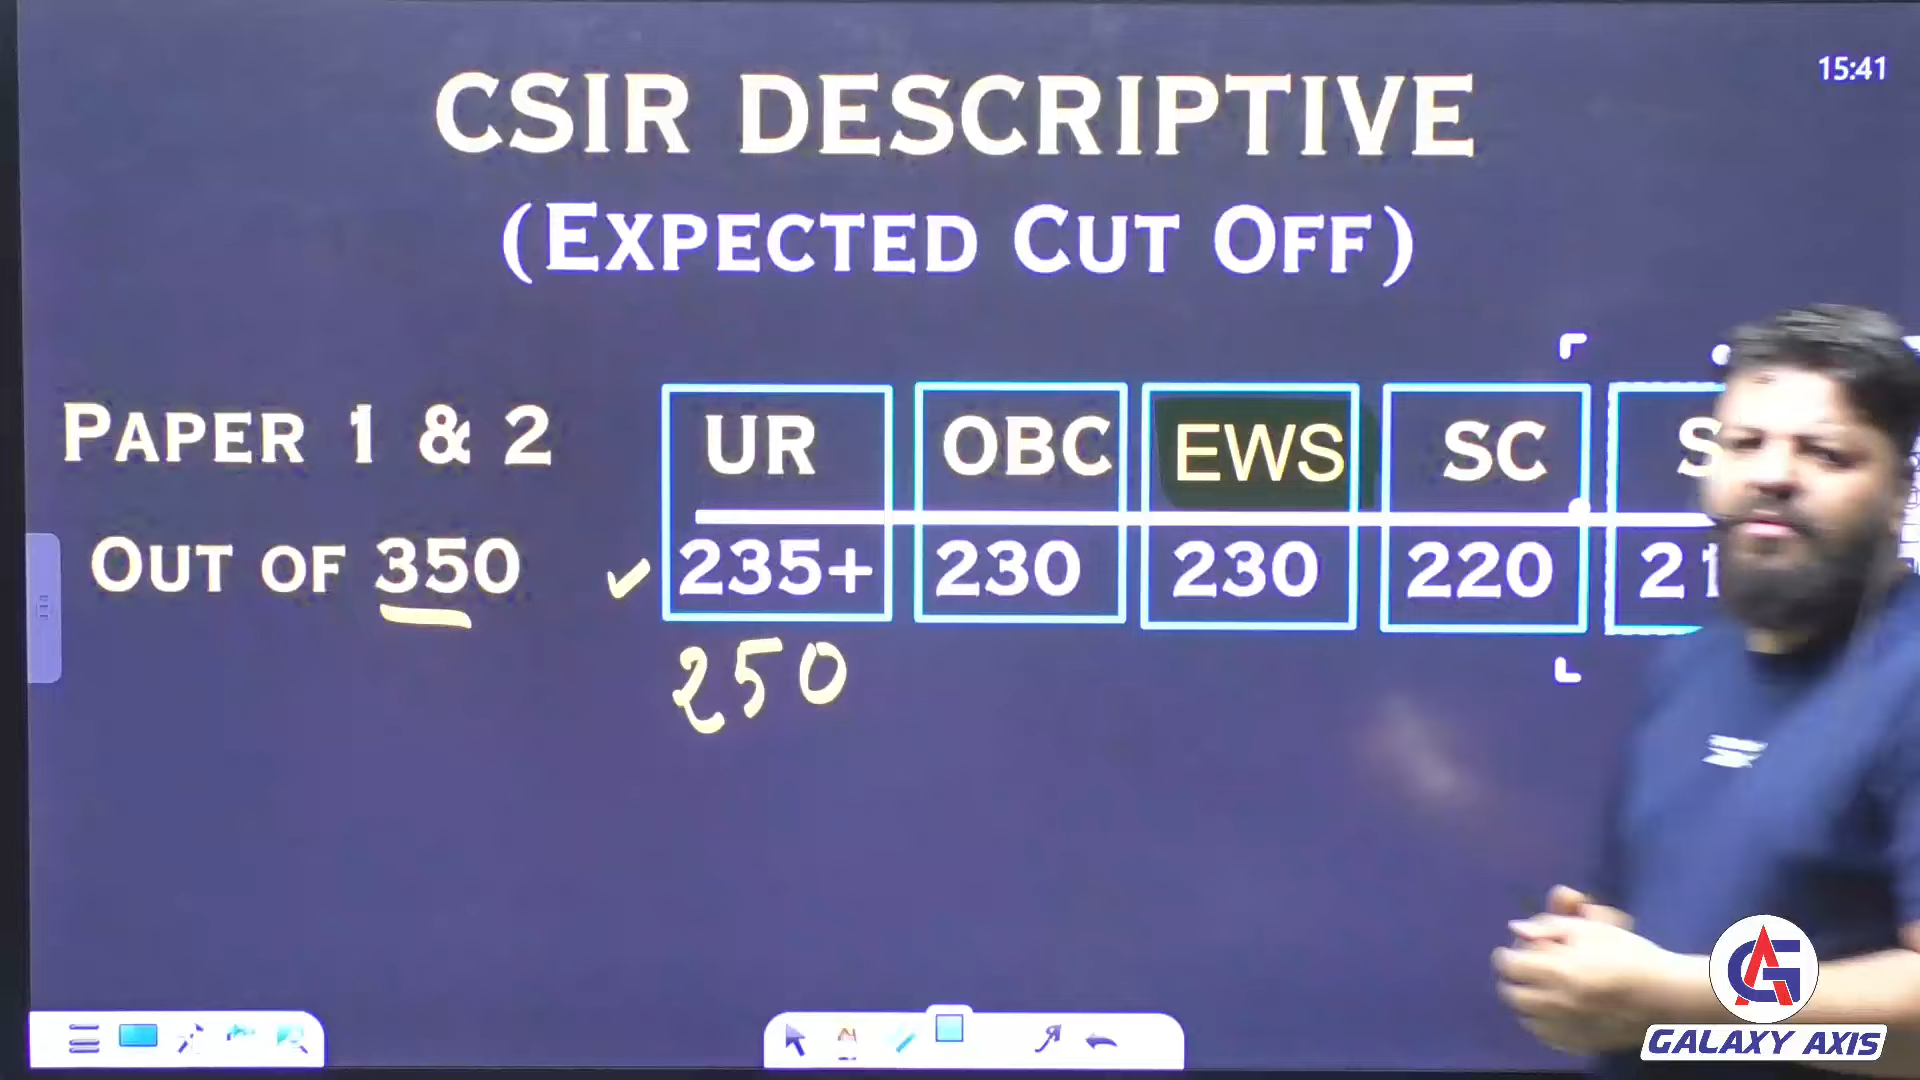 15:41
CSIR DESCRIPTIVE
(EXPECTED CUT OFF)
PAPER 1 & 2 UR OBC EWS SC
OUT OF 350 ✓ 235+ 230 230 220
250
GALAXY AXIS